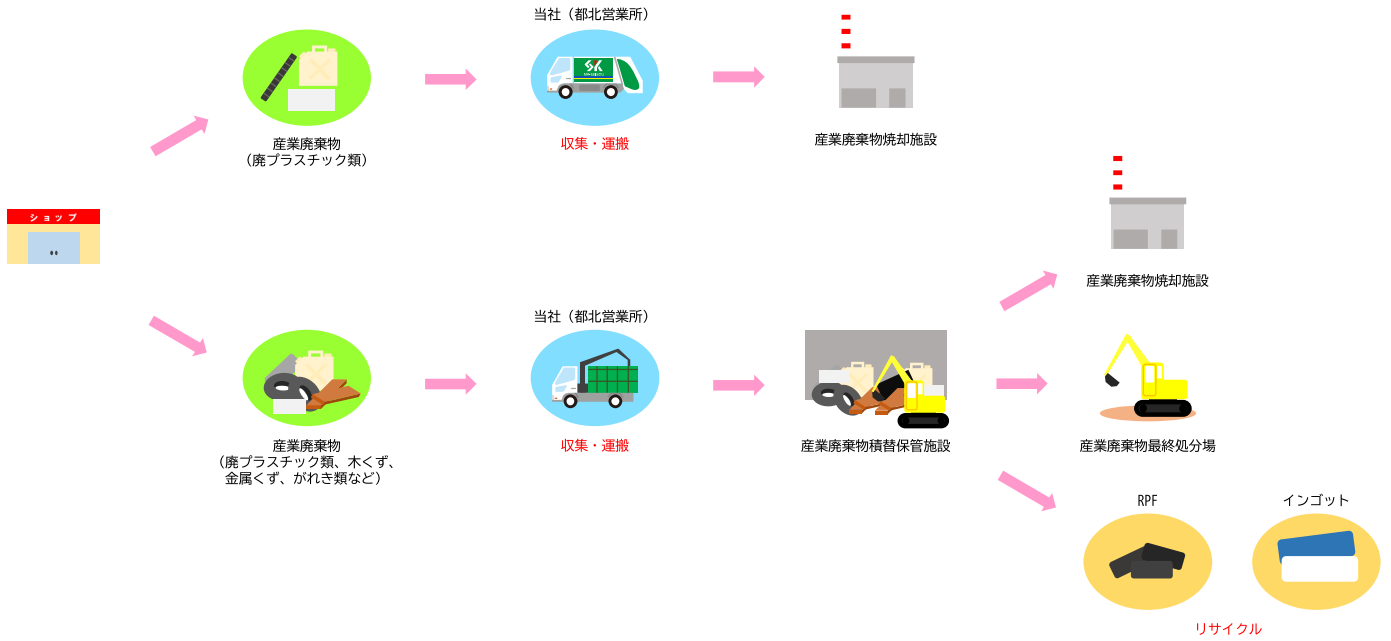 当社（都北営業所）
産業廃棄物
（廃プラスチック類）
収集・運搬
産業廃棄物焼却施設
ショップ
産業廃棄物焼却施設
当社（都北営業所）
産業廃棄物
（廃プラスチック類、木くず、
金属くず、がれき類など）
収集・運搬
産業廃棄物積替保管施設
産業廃棄物最終処分場
RPF
インゴット
リサイクル